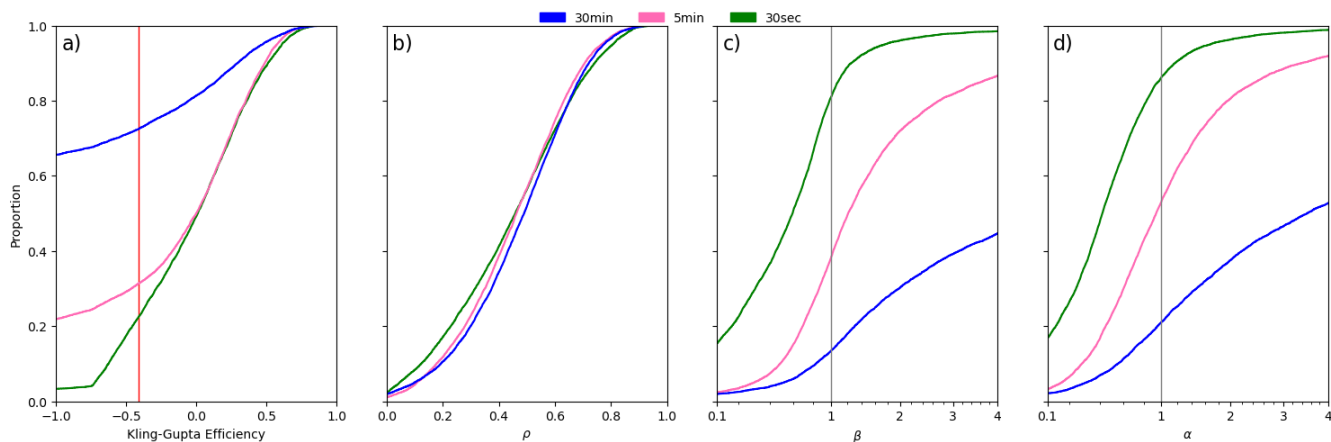 30min 5min 30sec
a) b) c) d)
Proportion
1.0
0.8
0.6
0.4
0.2
0.0
−1.0 −0.5 0.0 0.5 1.0
0.0 0.2 0.4 0.6 0.8 1.0
0.1 1 2 3 4
0.1 1 2 3 4
Kling-Gupta Efficiency
ρ
β
α